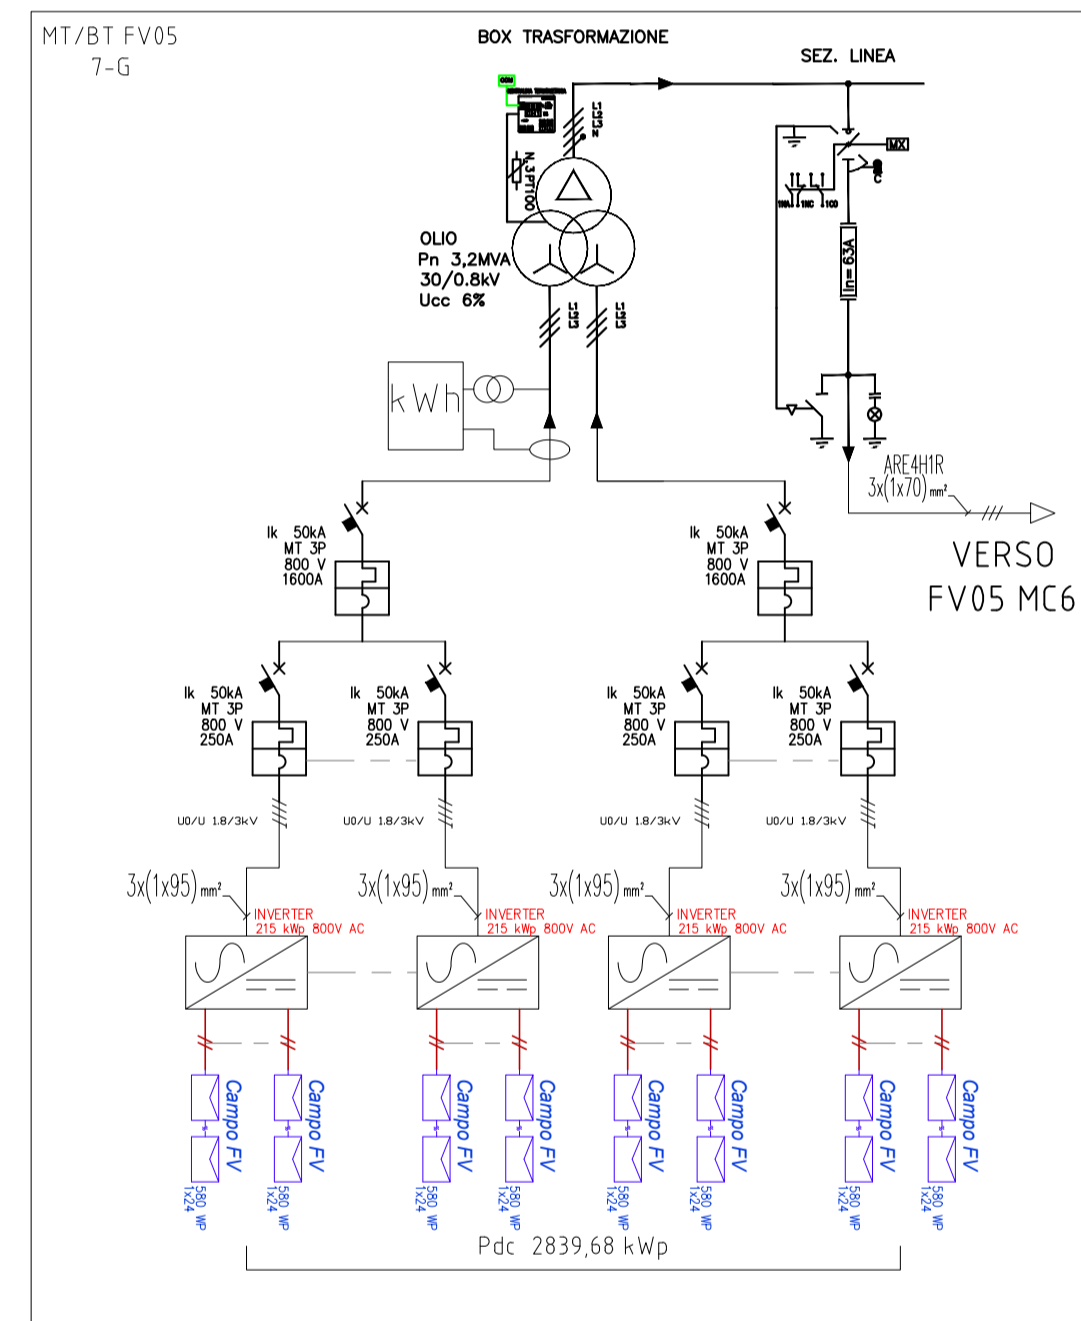 MT/BT FV05
7-G
BOX TRASFORMAZIONE
SEZ. LINEA
COM
N.3PT100
MX
1NA
1NC
1CO
In= 63A
OLIO
Pn 3,2MVA
30/0.8kV
Ucc 6%
kWh
ARE4H1R
3x(1x70) mm²
VERSO
FV05 MC6
Ik 50kA
MT 3P
800 V
1600A
Ik 50kA
MT 3P
800 V
1600A
Ik 50kA
MT 3P
800 V
250A
Ik 50kA
MT 3P
800 V
250A
Ik 50kA
MT 3P
800 V
250A
Ik 50kA
MT 3P
800 V
250A
U0/U 1.8/3kV
U0/U 1.8/3kV
U0/U 1.8/3kV
U0/U 1.8/3kV
3x(1x95) mm²
3x(1x95) mm²
3x(1x95) mm²
3x(1x95) mm²
INVERTER
215 kWp 800V AC
INVERTER
215 kWp 800V AC
INVERTER
215 kWp 800V AC
INVERTER
215 kWp 800V AC
Campo FV
Campo FV
Campo FV
Campo FV
Campo FV
Campo FV
Campo FV
Campo FV
580 WP
1x24
580 WP
1x24
580 WP
1x24
580 WP
1x24
580 WP
1x24
580 WP
1x24
580 WP
1x24
580 WP
1x24
Pdc 2839,68 kWp